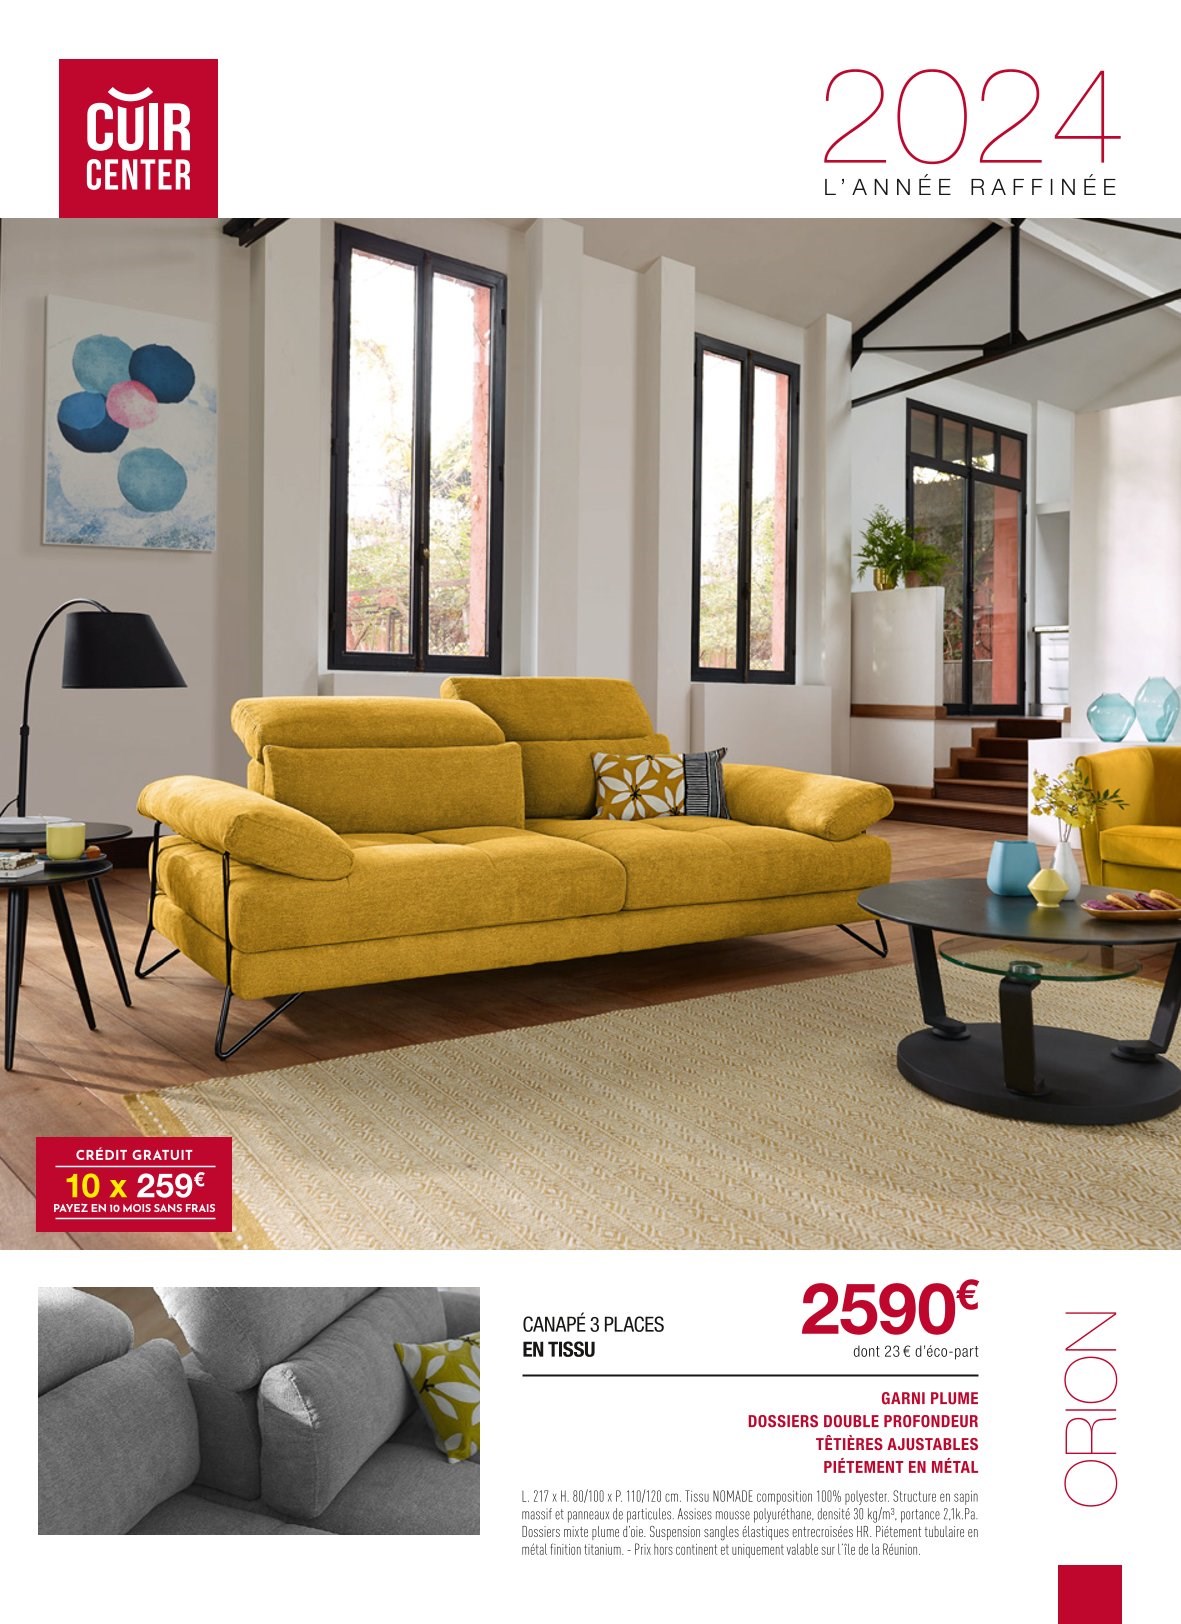 CUIR
CENTER
2024
L'ANNÉE RAFFINÉE
CRÉDIT GRATUIT
10 x 259€
PAYEZ EN 10 MOIS SANS FRAIS
CANAPÉ 3 PLACES
EN TISSU
2590€
dont 23 € d'éco-part
GARNI PLUME
DOSSIERS DOUBLE PROFONDEUR
TÊTIÈRES AJUSTABLES
PIÉTEMENT EN MÉTAL
L. 217 x H. 80/100 x P. 110/120 cm. Tissu NOMADE composition 100% polyester. Structure en sapin
massif et panneaux de particules. Assises mousse polyuréthane, densité 30 kg/m³, portance 2,1k.Pa.
Dossiers mixte plume d'oie. Suspension sangles élastiques entrecroisées HR. Piétement tubulaire en
métal finition titanium. - Prix hors continent et uniquement valable sur l'île de la Réunion.
ORION